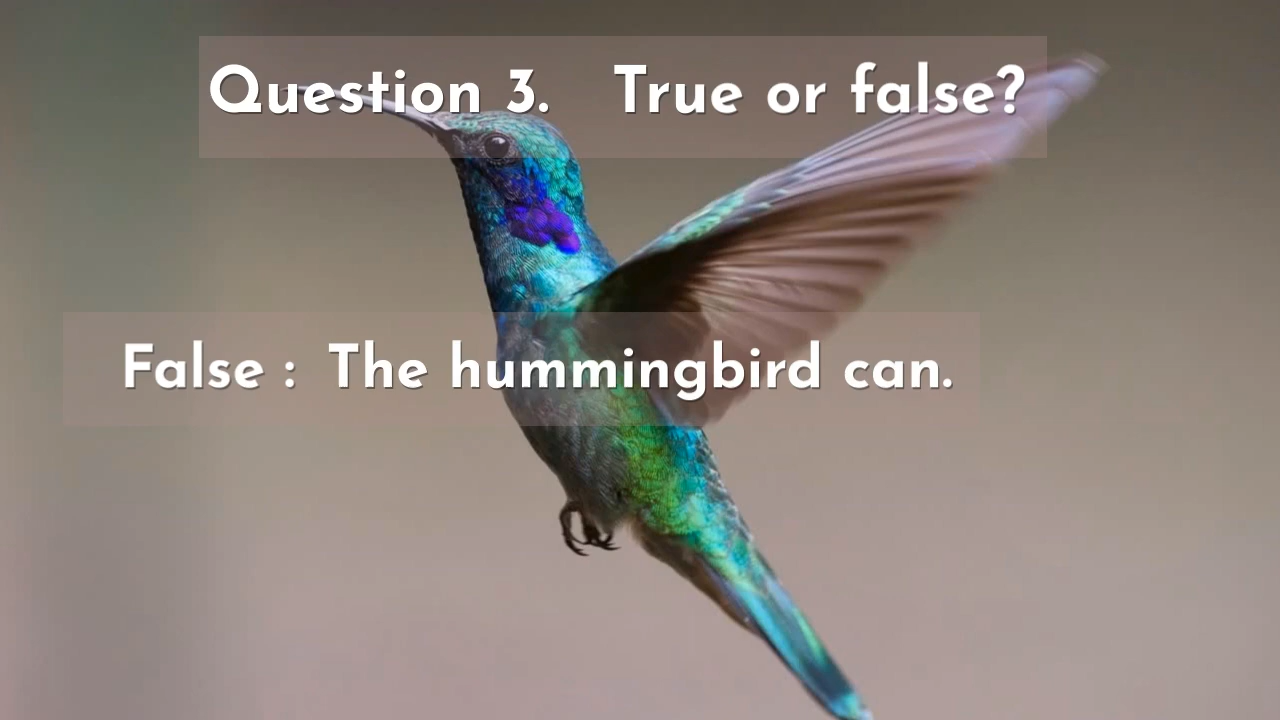 Question 3. True or false?
False : The hummingbird can.